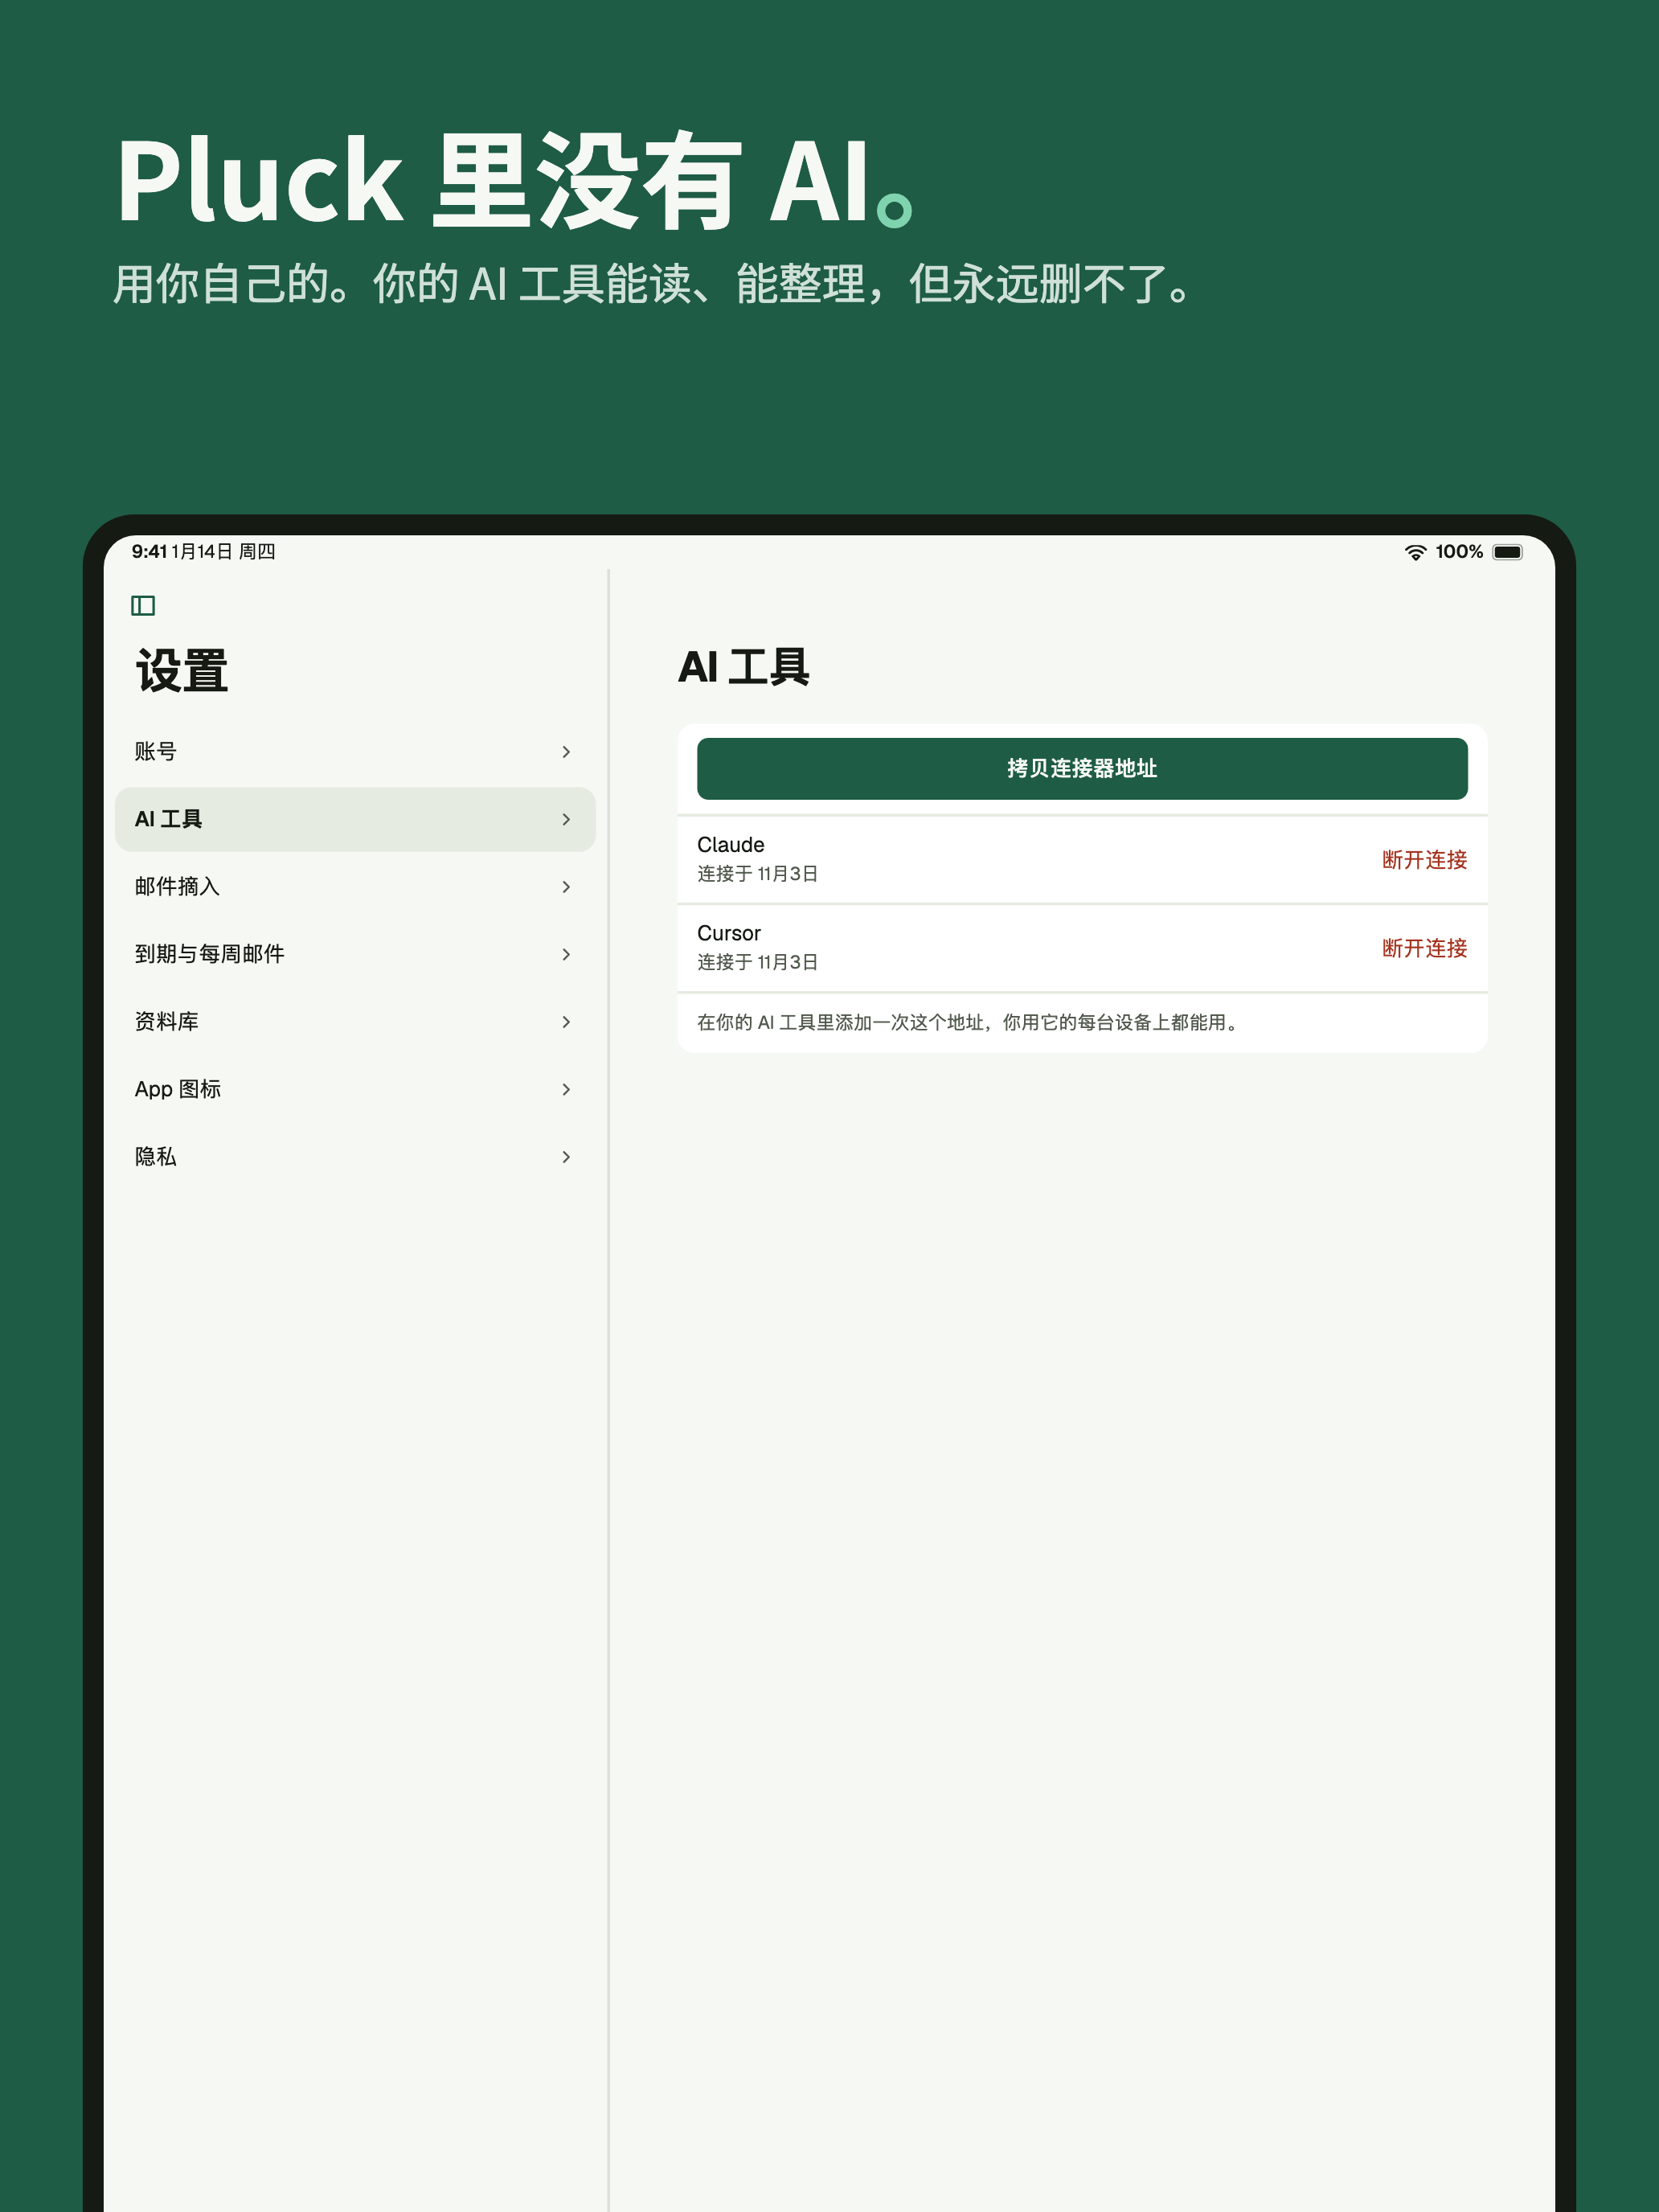 Pluck 里没有 AI。
用你自己的。你的 AI 工具能读、能整理，但永远删不了。
9:41 1月14日 周四
100%
设置
账号
AI 工具
邮件摘入
到期与每周邮件
资料库
App 图标
隐私
AI 工具
拷贝连接器地址
Claude
连接于 11月3日
断开连接
Cursor
连接于 11月3日
断开连接
在你的 AI 工具里添加一次这个地址，你用它的每台设备上都能用。